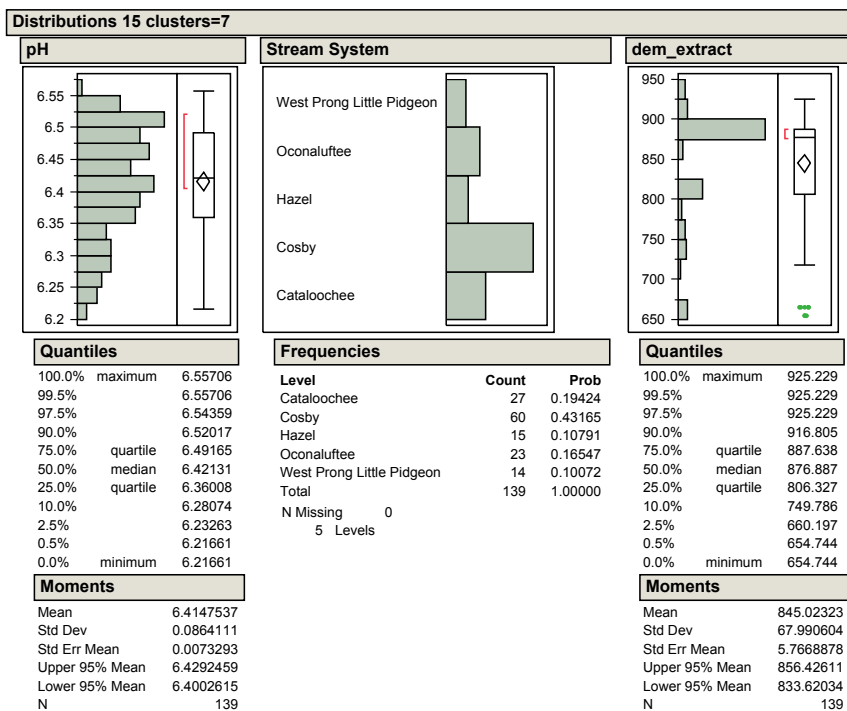 Distributions 15 clusters=7
pH
6.55
6.5
6.45
6.4
6.35
6.3
6.25
6.2
Quantiles
100.0% maximum 6.55706
99.5% 6.55706
97.5% 6.54359
90.0% 6.52017
75.0% quartile 6.49165
50.0% median 6.42131
25.0% quartile 6.36008
10.0% 6.28074
2.5% 6.23263
0.5% 6.21661
0.0% minimum 6.21661
Moments
Mean 6.4147537
Std Dev 0.0864111
Std Err Mean 0.0073293
Upper 95% Mean 6.4292459
Lower 95% Mean 6.4002615
N 139
Stream System
West Prong Little Pidgeon
Oconaluftee
Hazel
Cosby
Cataloochee
Frequencies
Level Count Prob
Cataloochee 27 0.19424
Cosby 60 0.43165
Hazel 15 0.10791
Oconaluftee 23 0.16547
West Prong Little Pidgeon 14 0.10072
Total 139 1.00000
N Missing 0
5 Levels
dem_extract
950
900
850
800
750
700
650
Quantiles
100.0% maximum 925.229
99.5% 925.229
97.5% 925.229
90.0% 916.805
75.0% quartile 887.638
50.0% median 876.887
25.0% quartile 806.327
10.0% 749.786
2.5% 660.197
0.5% 654.744
0.0% minimum 654.744
Moments
Mean 845.02323
Std Dev 67.990604
Std Err Mean 5.7668878
Upper 95% Mean 856.42611
Lower 95% Mean 833.62034
N 139